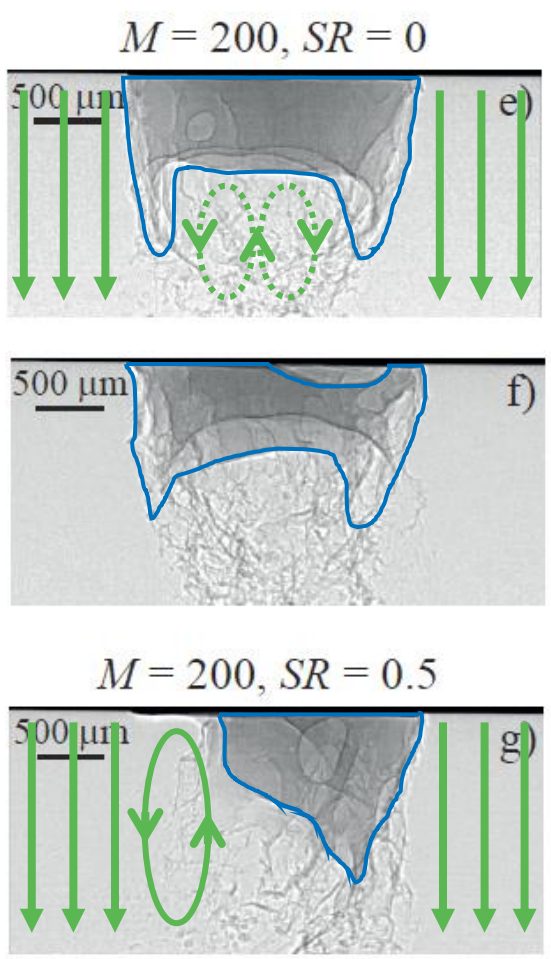 M = 200, SR = 0
500 μm
e)
500 μm
f)
M = 200, SR = 0.5
500 μm
g)